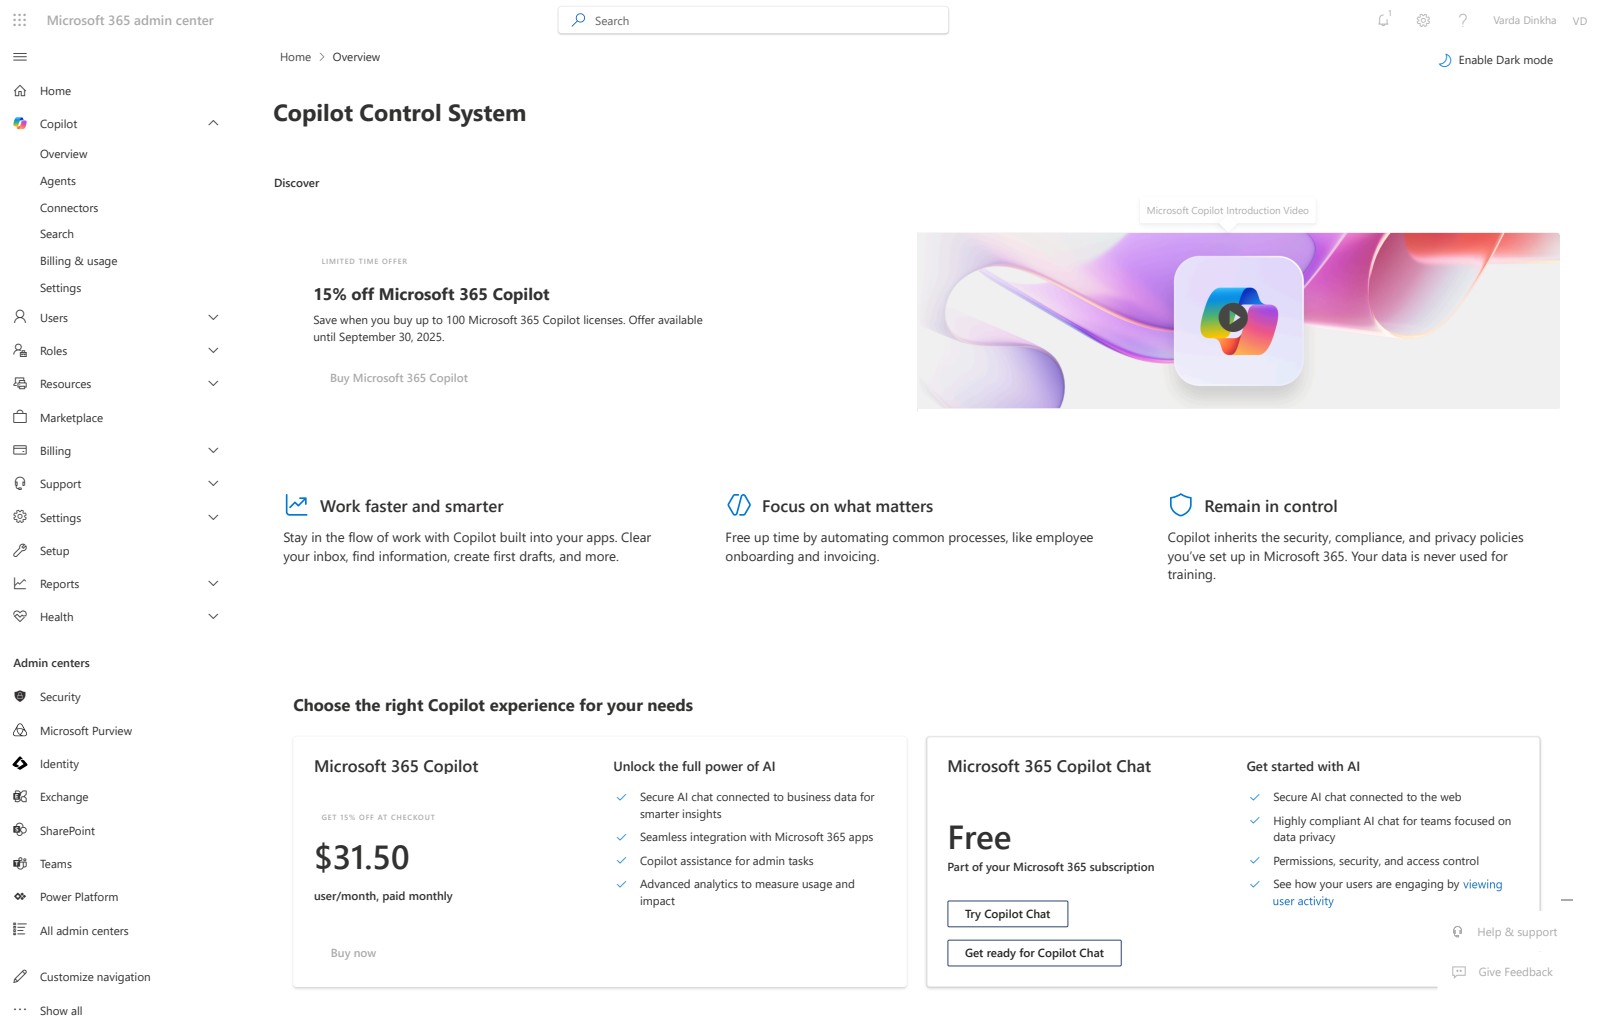 Microsoft 365 admin center
Search
1
Varda Dinkha
VD
Home
Copilot
Overview
Agents
Connectors
Search
Billing & usage
Settings
Users
Roles
Resources
Marketplace
Billing
Support
Settings
Setup
Reports
Health
Admin centers
Security
Microsoft Purview
Identity
Exchange
SharePoint
Teams
Power Platform
All admin centers
Customize navigation
Show all
Home > Overview
Enable Dark mode
Copilot Control System
Discover
LIMITED TIME OFFER
15% off Microsoft 365 Copilot
Save when you buy up to 100 Microsoft 365 Copilot licenses. Offer available
until September 30, 2025.
Buy Microsoft 365 Copilot
Microsoft Copilot Introduction Video
Work faster and smarter
Stay in the flow of work with Copilot built into your apps. Clear
your inbox, find information, create first drafts, and more.
Focus on what matters
Free up time by automating common processes, like employee
onboarding and invoicing.
Remain in control
Copilot inherits the security, compliance, and privacy policies
you've set up in Microsoft 365. Your data is never used for
training.
Choose the right Copilot experience for your needs
Microsoft 365 Copilot
GET 15% OFF AT CHECKOUT
$31.50
user/month, paid monthly
Buy now
Unlock the full power of AI
Secure AI chat connected to business data for
smarter insights
Seamless integration with Microsoft 365 apps
Copilot assistance for admin tasks
Advanced analytics to measure usage and
impact
Microsoft 365 Copilot Chat
Free
Part of your Microsoft 365 subscription
Try Copilot Chat
Get ready for Copilot Chat
Get started with AI
Secure AI chat connected to the web
Highly compliant AI chat for teams focused on
data privacy
Permissions, security, and access control
See how your users are engaging by viewing
user activity
Help & support
Give Feedback